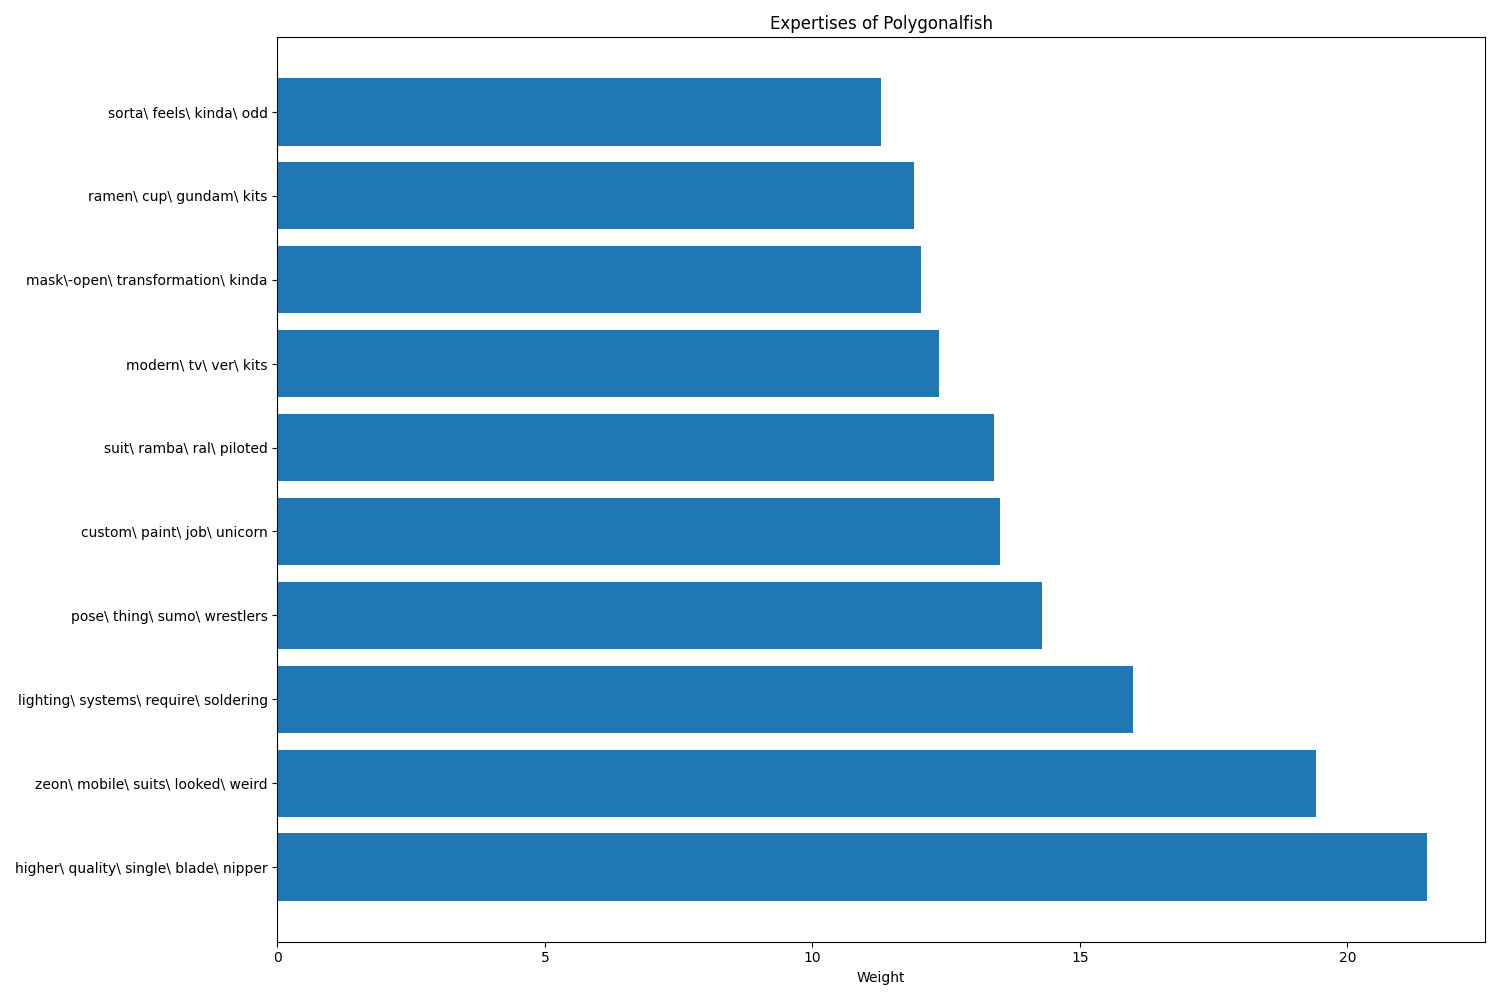 Expertises of Polygonalfish
sorta\ feels\ kinda\ odd
ramen\ cup\ gundam\ kits
mask\-open\ transformation\ kinda
modern\ tv\ ver\ kits
suit\ ramba\ ral\ piloted
custom\ paint\ job\ unicorn
pose\ thing\ sumo\ wrestlers
lighting\ systems\ require\ soldering
zeon\ mobile\ suits\ looked\ weird
higher\ quality\ single\ blade\ nipper
0 5 10 15 20
Weight